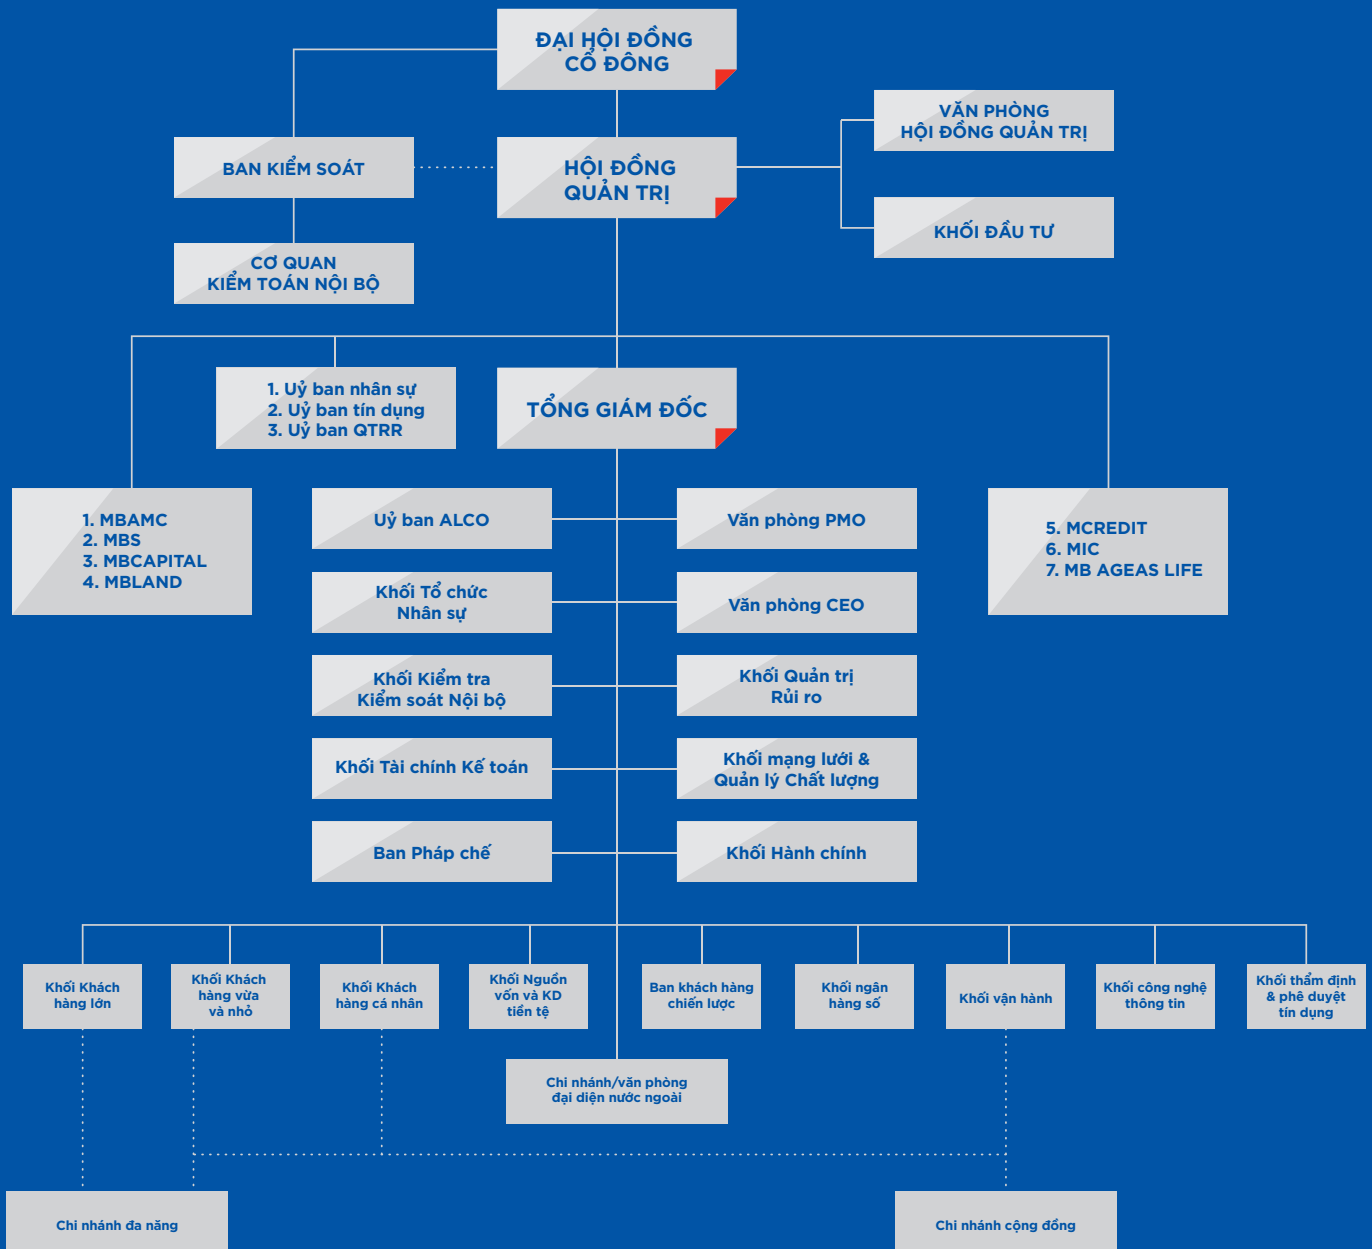 ĐẠI HỘI ĐỒNG
CỔ ĐÔNG
VĂN PHÒNG
HỘI ĐỒNG QUẢN TRỊ
BAN KIỂM SOÁT
HỘI ĐỒNG
QUẢN TRỊ
KHỐI ĐẦU TƯ
CƠ QUAN
KIỂM TOÁN NỘI BỘ
1. Uỷ ban nhân sự
2. Uỷ ban tín dụng
3. Uỷ ban QTRR
TỔNG GIÁM ĐỐC
1. MBAMC
2. MBS
3. MBCAPITAL
4. MBLAND
Uỷ ban ALCO
Văn phòng PMO
5. MCREDIT
6. MIC
7. MB AGEAS LIFE
Khối Tổ chức
Nhân sự
Văn phòng CEO
Khối Kiểm tra
Kiểm soát Nội bộ
Khối Quản trị
Rủi ro
Khối Tài chính Kế toán
Khối mạng lưới &
Quản lý Chất lượng
Ban Pháp chế
Khối Hành chính
Khối Khách
hàng lớn
Khối Khách
hàng vừa
và nhỏ
Khối Khách
hàng cá nhân
Khối Nguồn
vốn và KD
tiền tệ
Ban khách hàng
chiến lược
Khối ngân
hàng số
Khối vận hành
Khối công nghệ
thông tin
Khối thẩm định
& phê duyệt
tín dụng
Chi nhánh/văn phòng
đại diện nước ngoài
Chi nhánh đa năng
Chi nhánh cộng đồng